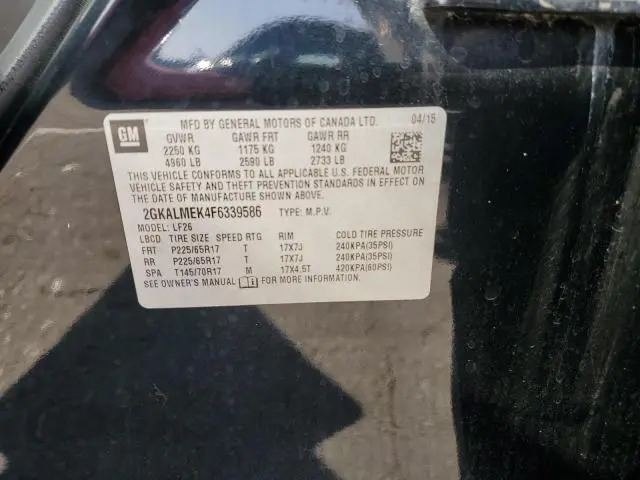 GM
MFD BY GENERAL MOTORS OF CANADA LTD. 04/15
GVWR GAWR FRT GAWR RR
2250 KG 1175 KG 1240 KG
4960 LB 2590 LB 2733 LB
THIS VEHICLE CONFORMS TO ALL APPLICABLE U.S. FEDERAL MOTOR
VEHICLE SAFETY AND THEFT PREVENTION STANDARDS IN EFFECT ON
THE DATE OF MANUFACTURE SHOWN ABOVE.
2GKALMEK4F6339586 TYPE: M.P.V.
MODEL: LF26
LBCD TIRE SIZE SPEED RTG RIM COLD TIRE PRESSURE
FRT P225/65R17 T 17X7J 240KPA(35PSI)
RR P225/65R17 T 17X7J 240KPA(35PSI)
SPA T145/70R17 M 17X4.5T 420KPA(60PSI)
SEE OWNER'S MANUAL FOR MORE INFORMATION.